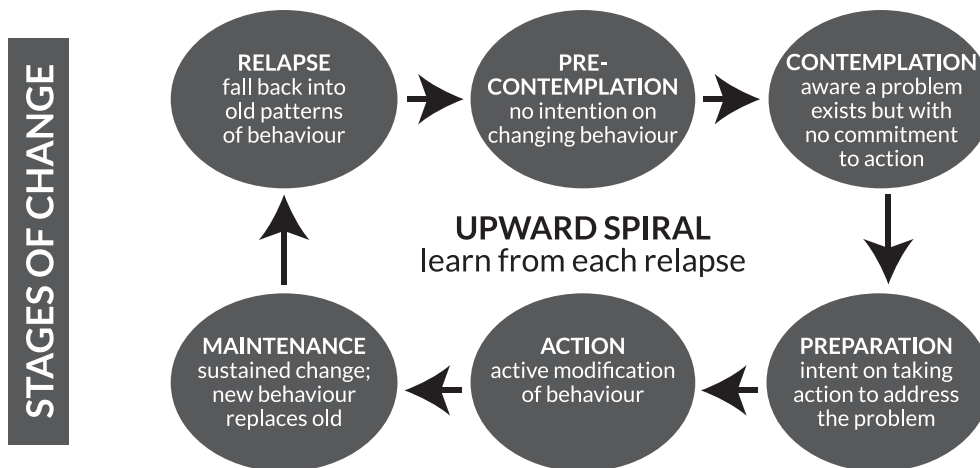 STAGES OF CHANGE
RELAPSE
fall back into
old patterns
of behaviour
PRE-
CONTEMPLATION
no intention on
changing behaviour
CONTEMPLATION
aware a problem
exists but with
no commitment
to action
UPWARD SPIRAL
learn from each relapse
MAINTENANCE
sustained change;
new behaviour
replaces old
ACTION
active modification
of behaviour
PREPARATION
intent on taking
action to address
the problem